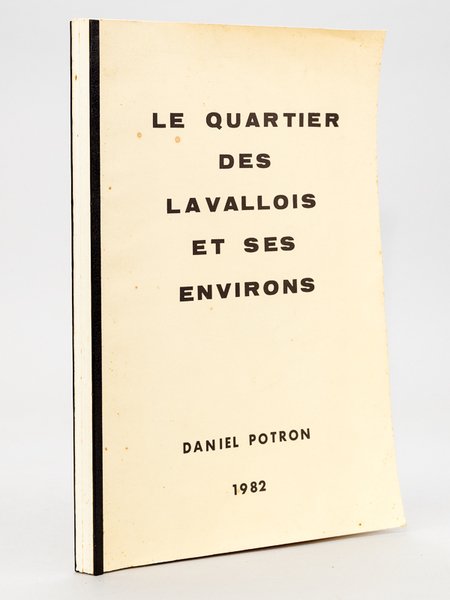 LE QUARTIER
DES
LAVALLOIS
ET SES
ENVIRONS
DANIEL POTRON
1982